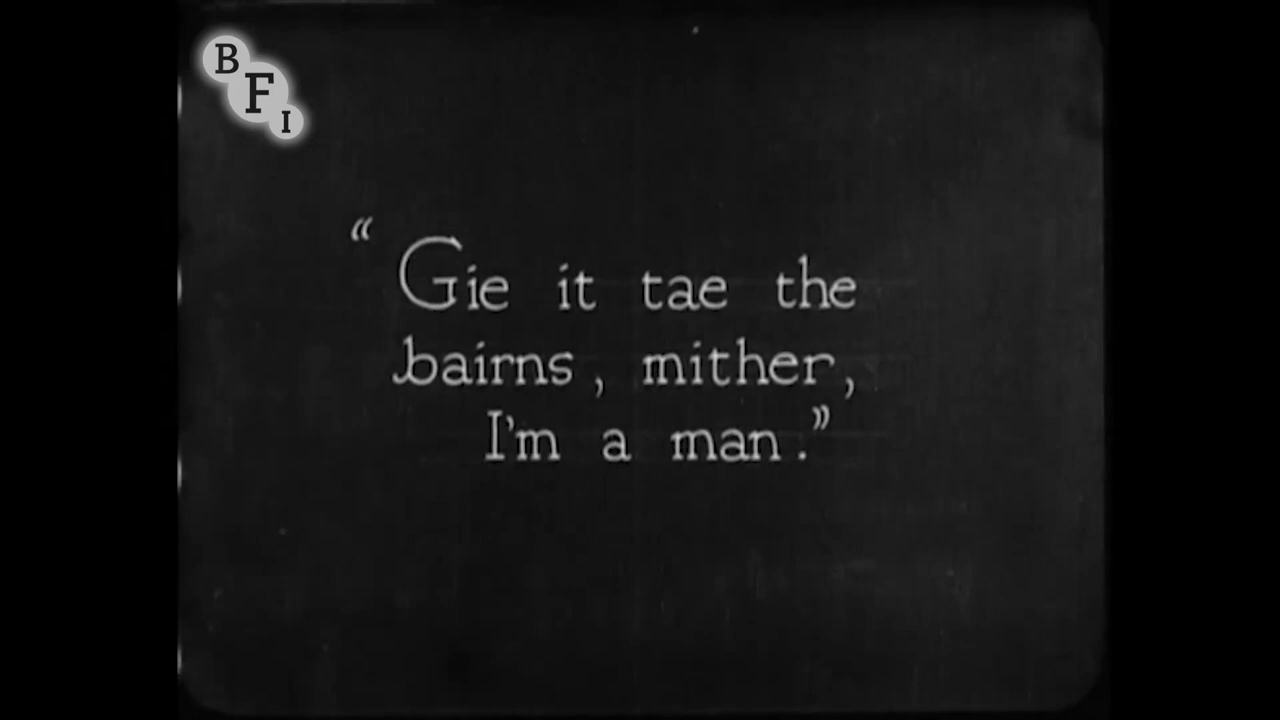 BFI
“Gie it tae the
bairns, mither,
I'm a man.”